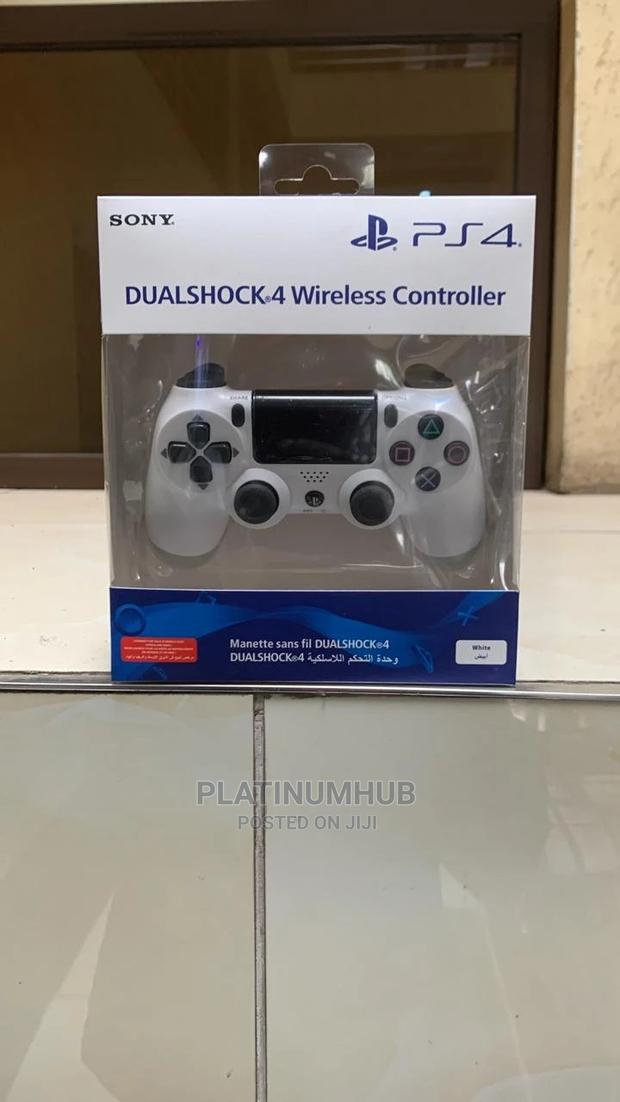 SONY.
PS4.
DUALSHOCK®4 Wireless Controller
SHARE
OPTIONS
Manette sans fil DUALSHOCK®4
وحدة التحكم اللاسلكية DUALSHOCK®4
White
أبيض
PLATINUMHUB
POSTED ON JIJI